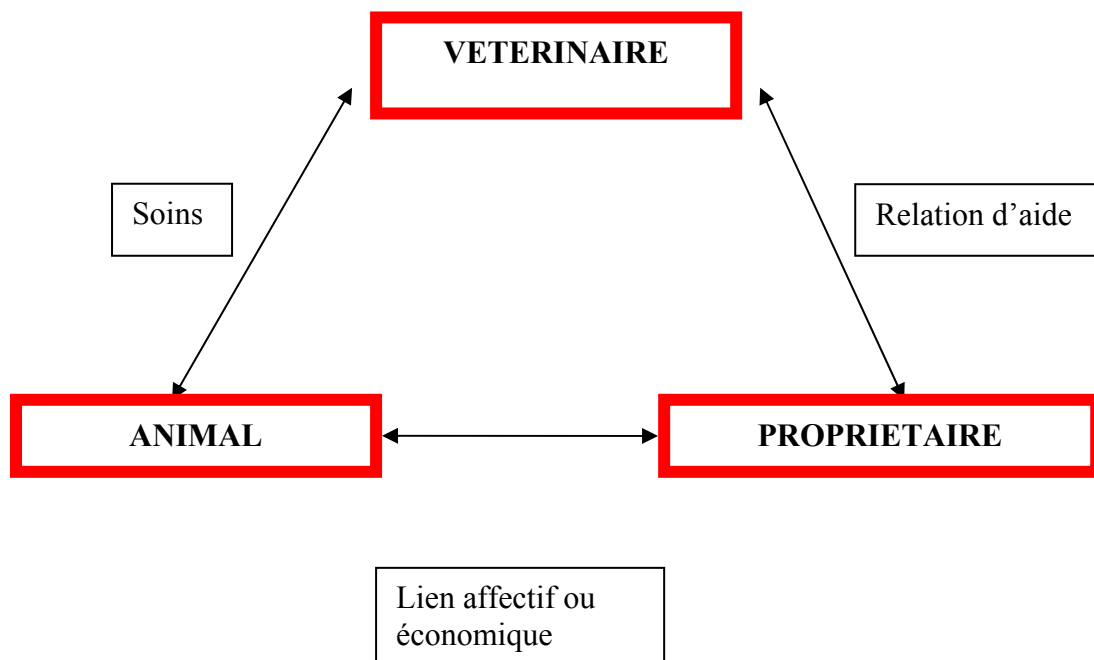 VETERINAIRE
Soins
Relation d’aide
ANIMAL
PROPRIETAIRE
Lien affectif ou
économique